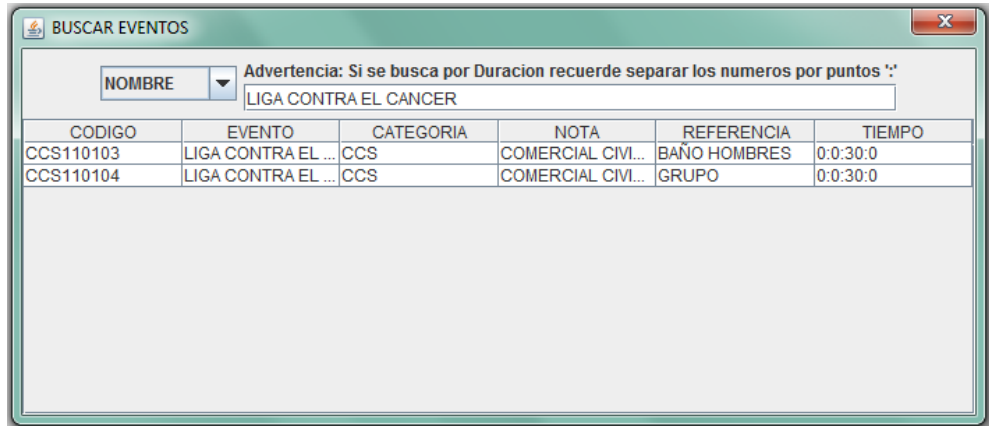 BUSCAR EVENTOS
Advertencia: Si se busca por Duracion recuerde separar los numeros por puntos ':'
NOMBRE
LIGA CONTRA EL CANCER
CODIGO EVENTO CATEGORIA NOTA REFERENCIA TIEMPO
CCS110103 LIGA CONTRA EL ... CCS COMERCIAL CIVI... BAÑO HOMBRES 0:0:30:0
CCS110104 LIGA CONTRA EL ... CCS COMERCIAL CIVI... GRUPO 0:0:30:0